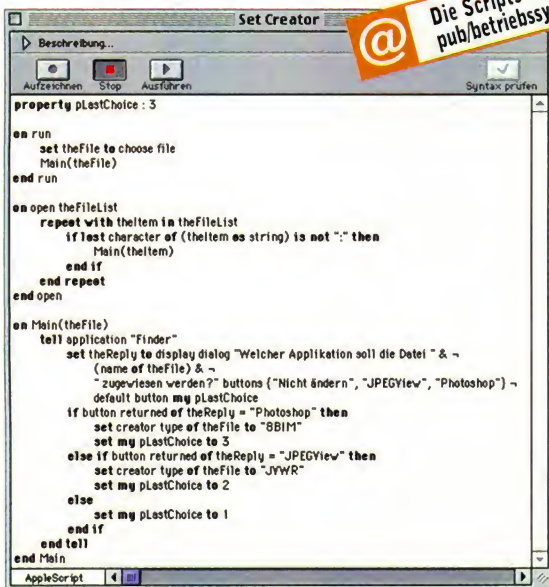 Set Creator
@ Die Scripte
pub/betriebssy
Beschreibung...
Aufzeichnen Stop Ausführen Syntax prüfen
property pLastChoice : 3
on run
set theFile to choose file
Main(theFile)
end run
on open theFileList
repeat with theItem in theFileList
if last character of (theItem as string) is not ":" then
Main(theItem)
end if
end repeat
end open
on Main(theFile)
tell application "Finder"
set theReply to display dialog "Welcher Applikation soll die Datei " & ¬
(name of theFile) & ¬
" zugewiesen werden?" buttons {"Nicht ändern", "JPEGView", "Photoshop"} ¬
default button my pLastChoice
if button returned of theReply = "Photoshop" then
set creator type of theFile to "8BIM"
set my pLastChoice to 3
else if button returned of theReply = "JPEGView" then
set creator type of theFile to "JVWR"
set my pLastChoice to 2
else
set my pLastChoice to 1
end if
end tell
end Main
AppleScript